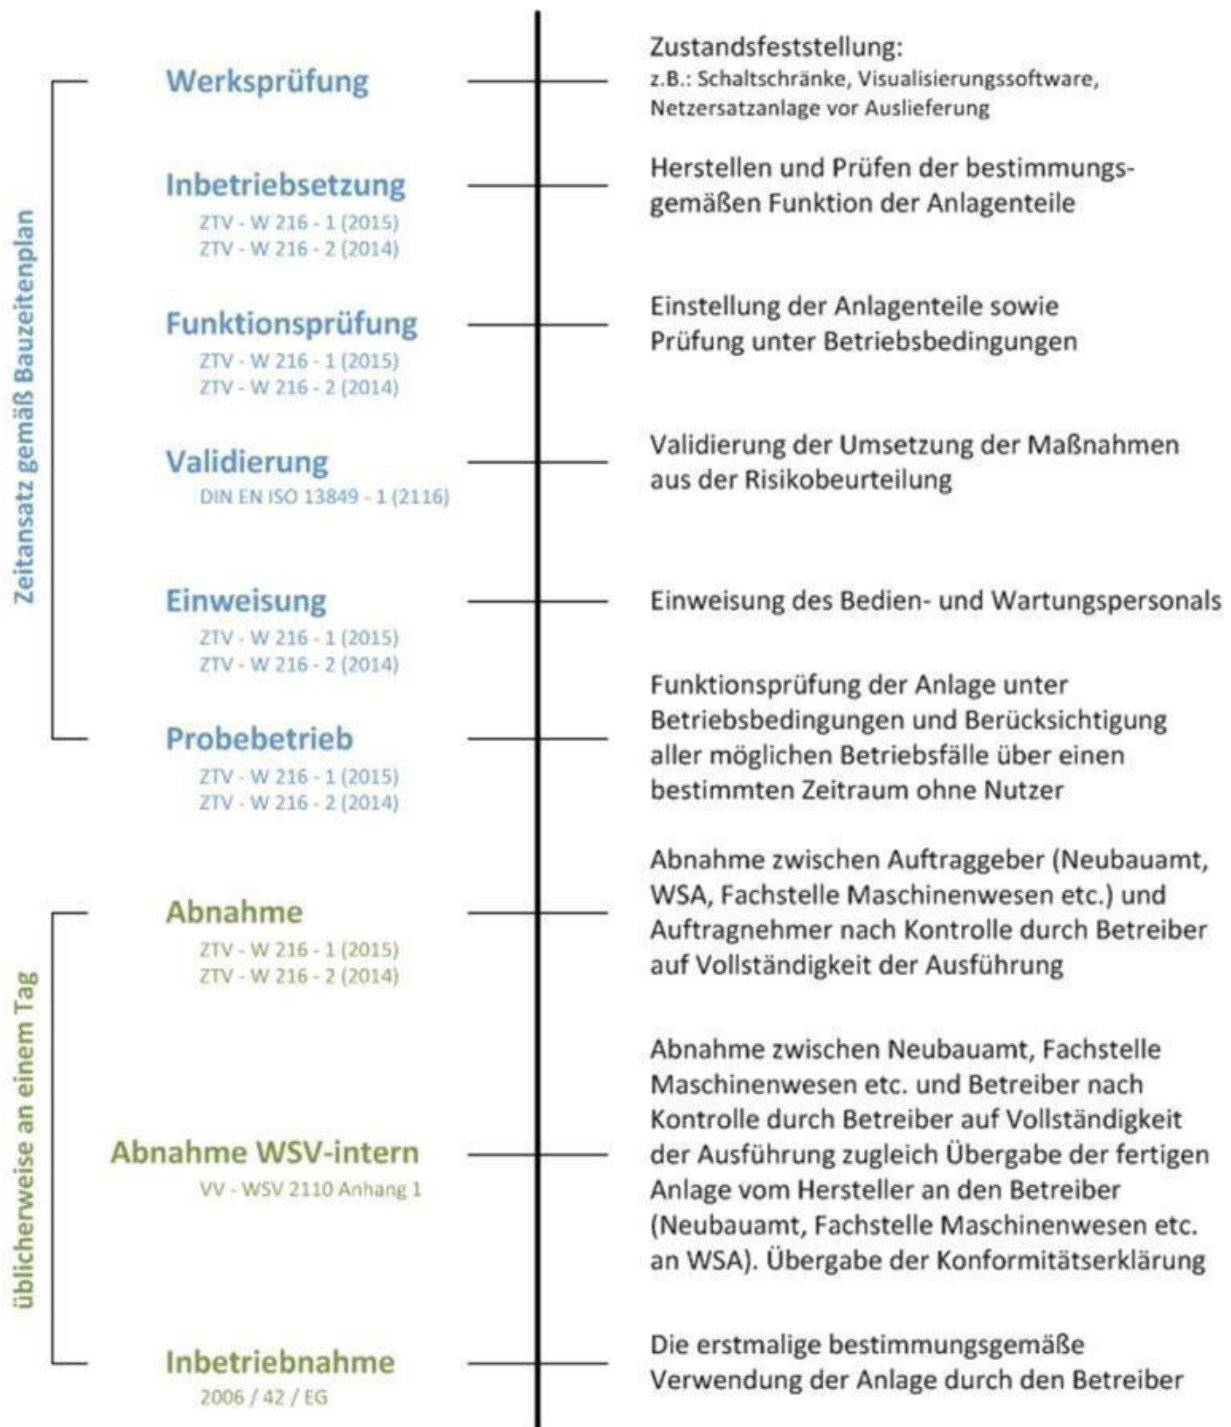 Zeitansatz gemäß Bauzeitenplan
Werksprüfung
Zustandsfeststellung:
z.B.: Schaltschränke, Visualisierungssoftware,
Netzersatzanlage vor Auslieferung
Inbetriebsetzung
ZTV - W 216 - 1 (2015)
ZTV - W 216 - 2 (2014)
Herstellen und Prüfen der bestimmungs-
gemäßen Funktion der Anlagenteile
Funktionsprüfung
ZTV - W 216 - 1 (2015)
ZTV - W 216 - 2 (2014)
Einstellung der Anlagenteile sowie
Prüfung unter Betriebsbedingungen
Validierung
DIN EN ISO 13849 - 1 (2116)
Validierung der Umsetzung der Maßnahmen
aus der Risikobeurteilung
Einweisung
ZTV - W 216 - 1 (2015)
ZTV - W 216 - 2 (2014)
Einweisung des Bedien- und Wartungspersonals
Probebetrieb
ZTV - W 216 - 1 (2015)
ZTV - W 216 - 2 (2014)
Funktionsprüfung der Anlage unter
Betriebsbedingungen und Berücksichtigung
aller möglichen Betriebsfälle über einen
bestimmten Zeitraum ohne Nutzer
üblicherweise an einem Tag
Abnahme
ZTV - W 216 - 1 (2015)
ZTV - W 216 - 2 (2014)
Abnahme zwischen Auftraggeber (Neubauamt,
WSA, Fachstelle Maschinenwesen etc.) und
Auftragnehmer nach Kontrolle durch Betreiber
auf Vollständigkeit der Ausführung
Abnahme WSV-intern
VV - WSV 2110 Anhang 1
Abnahme zwischen Neubauamt, Fachstelle
Maschinenwesen etc. und Betreiber nach
Kontrolle durch Betreiber auf Vollständigkeit
der Ausführung zugleich Übergabe der fertigen
Anlage vom Hersteller an den Betreiber
(Neubauamt, Fachstelle Maschinenwesen etc.
an WSA). Übergabe der Konformitätserklärung
Inbetriebnahme
2006 / 42 / EG
Die erstmalige bestimmungsgemäße
Verwendung der Anlage durch den Betreiber